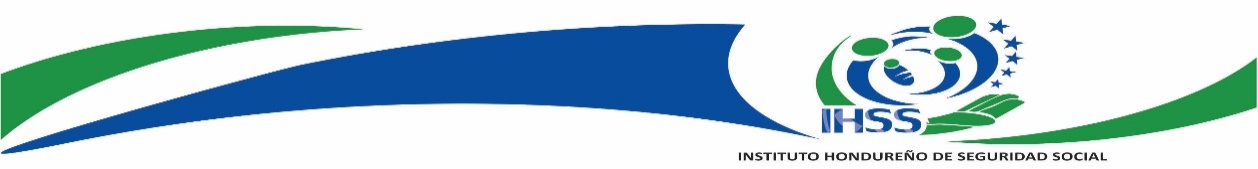 IHSS
INSTITUTO HONDUREÑO DE SEGURIDAD SOCIAL